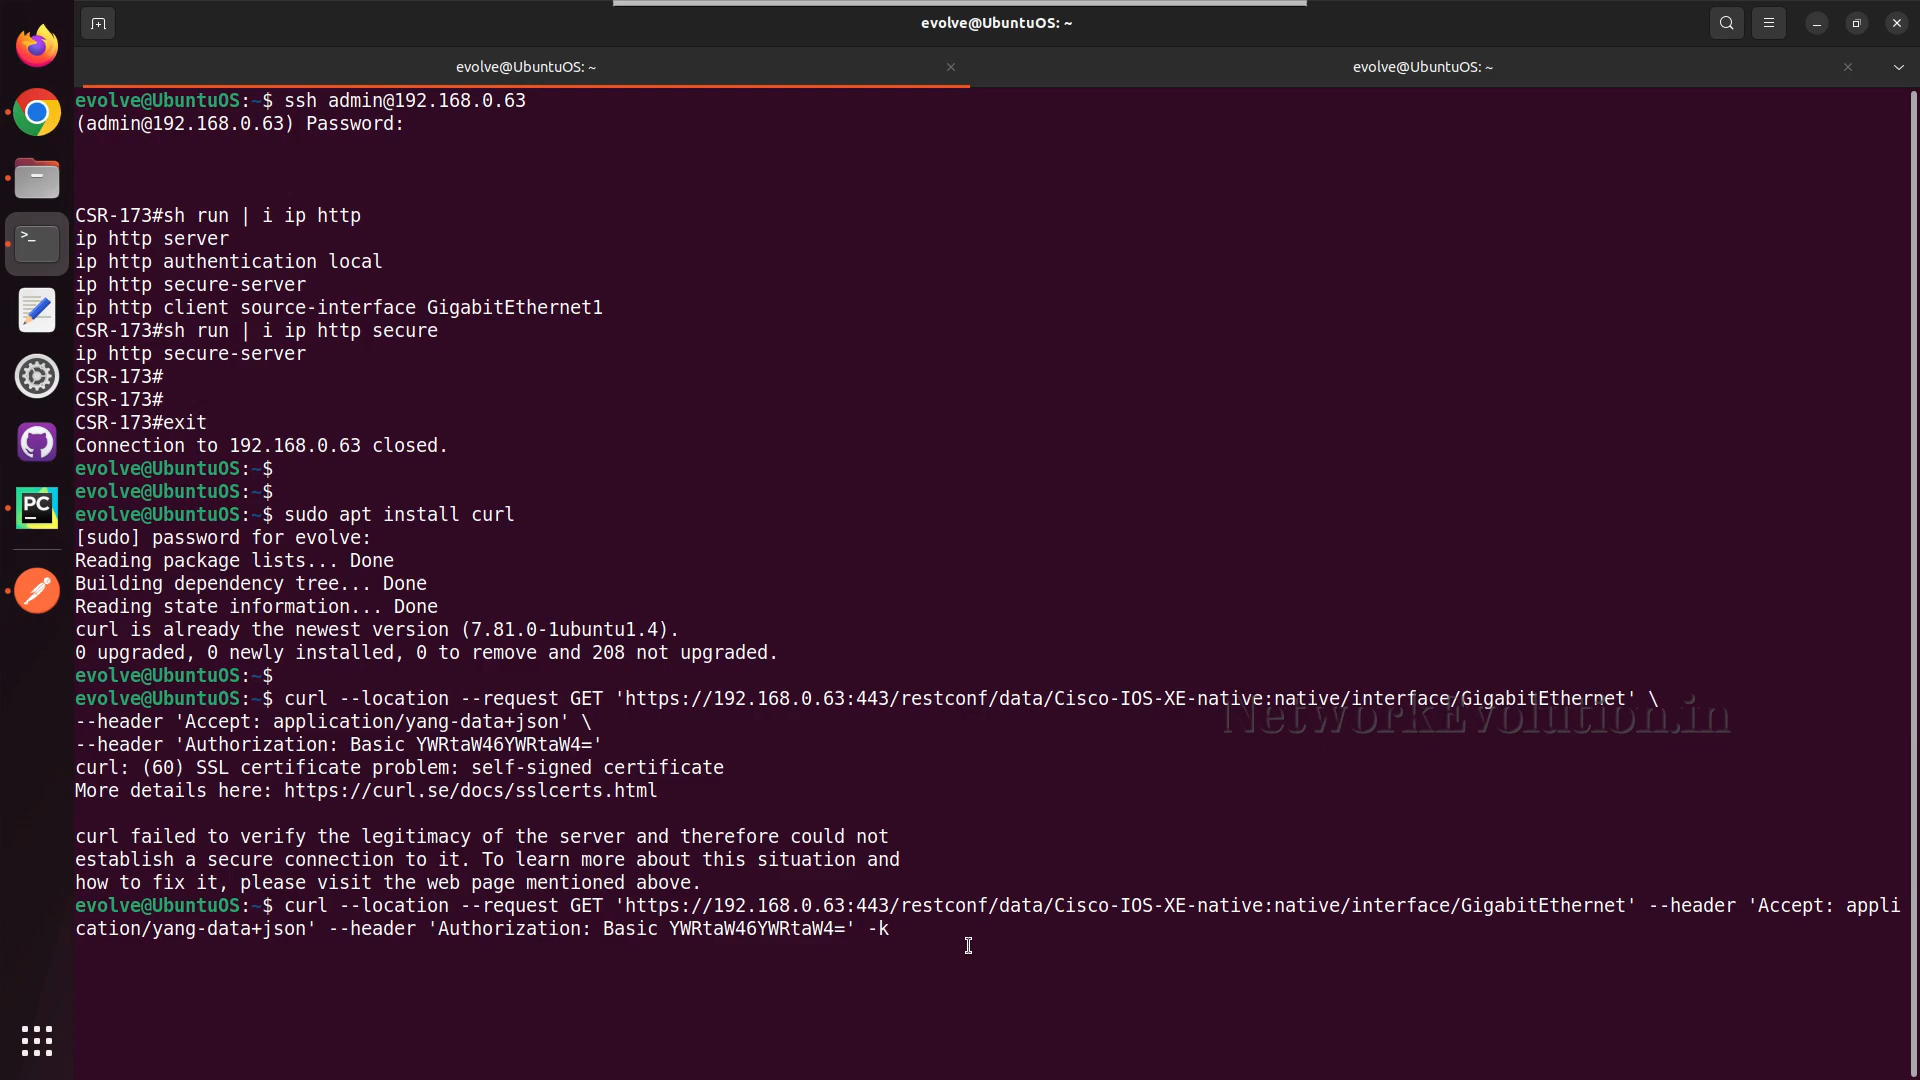 evolve@UbuntuOS: ~
evolve@UbuntuOS: ~
evolve@UbuntuOS: ~
evolve@UbuntuOS:~$ ssh admin@192.168.0.63
(admin@192.168.0.63) Password:
CSR-173#sh run | i ip http
ip http server
ip http authentication local
ip http secure-server
ip http client source-interface GigabitEthernet1
CSR-173#sh run | i ip http secure
ip http secure-server
CSR-173#
CSR-173#
CSR-173#exit
Connection to 192.168.0.63 closed.
evolve@UbuntuOS:~$
evolve@UbuntuOS:~$
evolve@UbuntuOS:~$ sudo apt install curl
[sudo] password for evolve:
Reading package lists... Done
Building dependency tree... Done
Reading state information... Done
curl is already the newest version (7.81.0-1ubuntu1.4).
0 upgraded, 0 newly installed, 0 to remove and 208 not upgraded.
evolve@UbuntuOS:~$
evolve@UbuntuOS:~$ curl --location --request GET 'https://192.168.0.63:443/restconf/data/Cisco-IOS-XE-native:native/interface/GigabitEthernet' \
--header 'Accept: application/yang-data+json' \
--header 'Authorization: Basic YWRtaW46YWRtaW4='
curl: (60) SSL certificate problem: self-signed certificate
More details here: https://curl.se/docs/sslcerts.html
curl failed to verify the legitimacy of the server and therefore could not
establish a secure connection to it. To learn more about this situation and
how to fix it, please visit the web page mentioned above.
evolve@UbuntuOS:~$ curl --location --request GET 'https://192.168.0.63:443/restconf/data/Cisco-IOS-XE-native:native/interface/GigabitEthernet' --header 'Accept: appli
cation/yang-data+json' --header 'Authorization: Basic YWRtaW46YWRtaW4=' -k
NetworkEvolution.in
PC